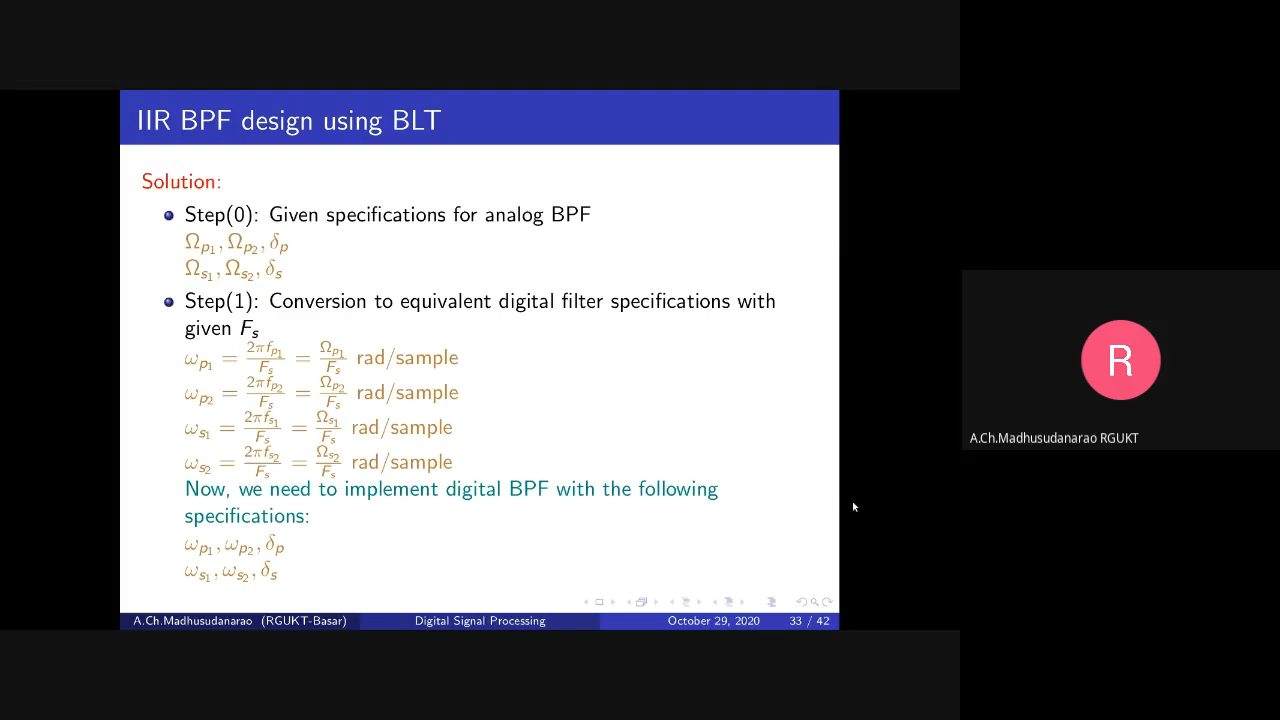 IIR BPF design using BLT
Solution:
Step(0): Given specifications for analog BPF
Ωp₁, Ωp₂, δp
Ωs₁, Ωs₂, δs
Step(1): Conversion to equivalent digital filter specifications with
given Fs
ωp₁ = 2πfp₁/Fs = Ωp₁/Fs rad/sample
ωp₂ = 2πfp₂/Fs = Ωp₂/Fs rad/sample
ωs₁ = 2πfs₁/Fs = Ωs₁/Fs rad/sample
ωs₂ = 2πfs₂/Fs = Ωs₂/Fs rad/sample
Now, we need to implement digital BPF with the following
specifications:
ωp₁, ωp₂, δp
ωs₁, ωs₂, δs
A.Ch.Madhusudanarao (RGUKT-Basar) Digital Signal Processing October 29, 2020 33 / 42
R
A.Ch.Madhusudanarao RGUKT